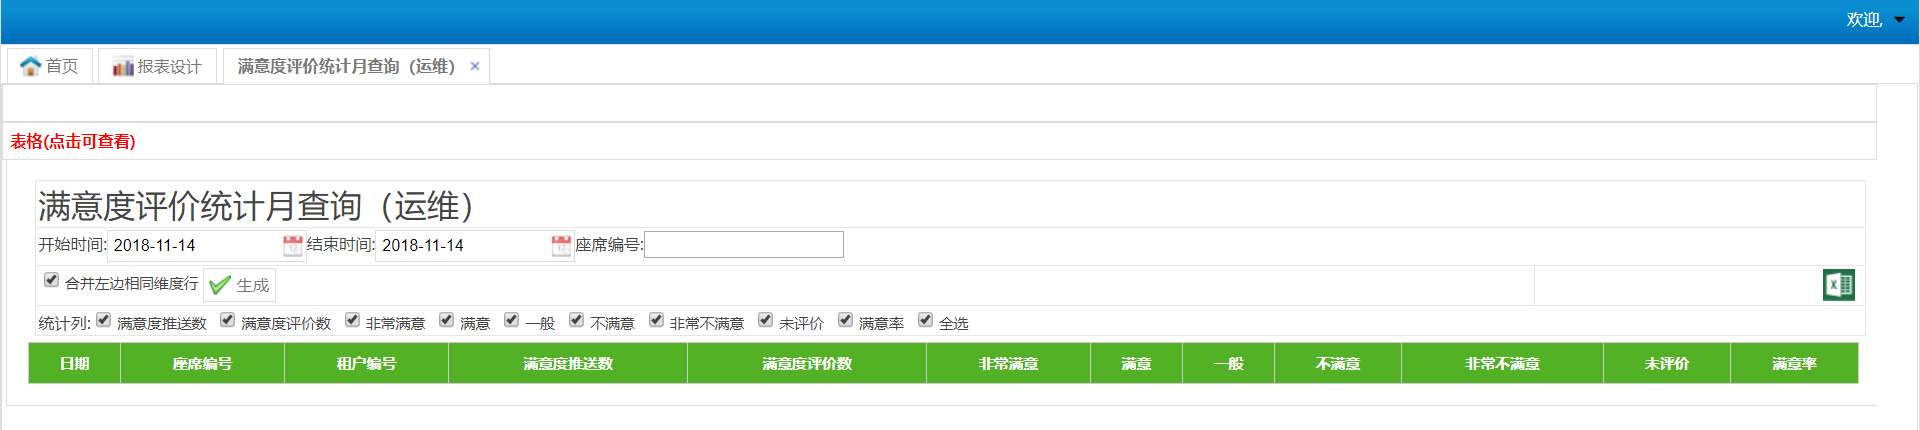 欢迎,
首页 报表设计 满意度评价统计月查询（运维） ×
表格(点击可查看)
满意度评价统计月查询（运维）
开始时间: 2018-11-14 结束时间: 2018-11-14 座席编号:
合并左边相同维度行 生成
统计列: 满意度推送数 满意度评价数 非常满意 满意 一般 不满意 非常不满意 未评价 满意率 全选
日期 座席编号 租户编号 满意度推送数 满意度评价数 非常满意 满意 一般 不满意 非常不满意 未评价 满意率